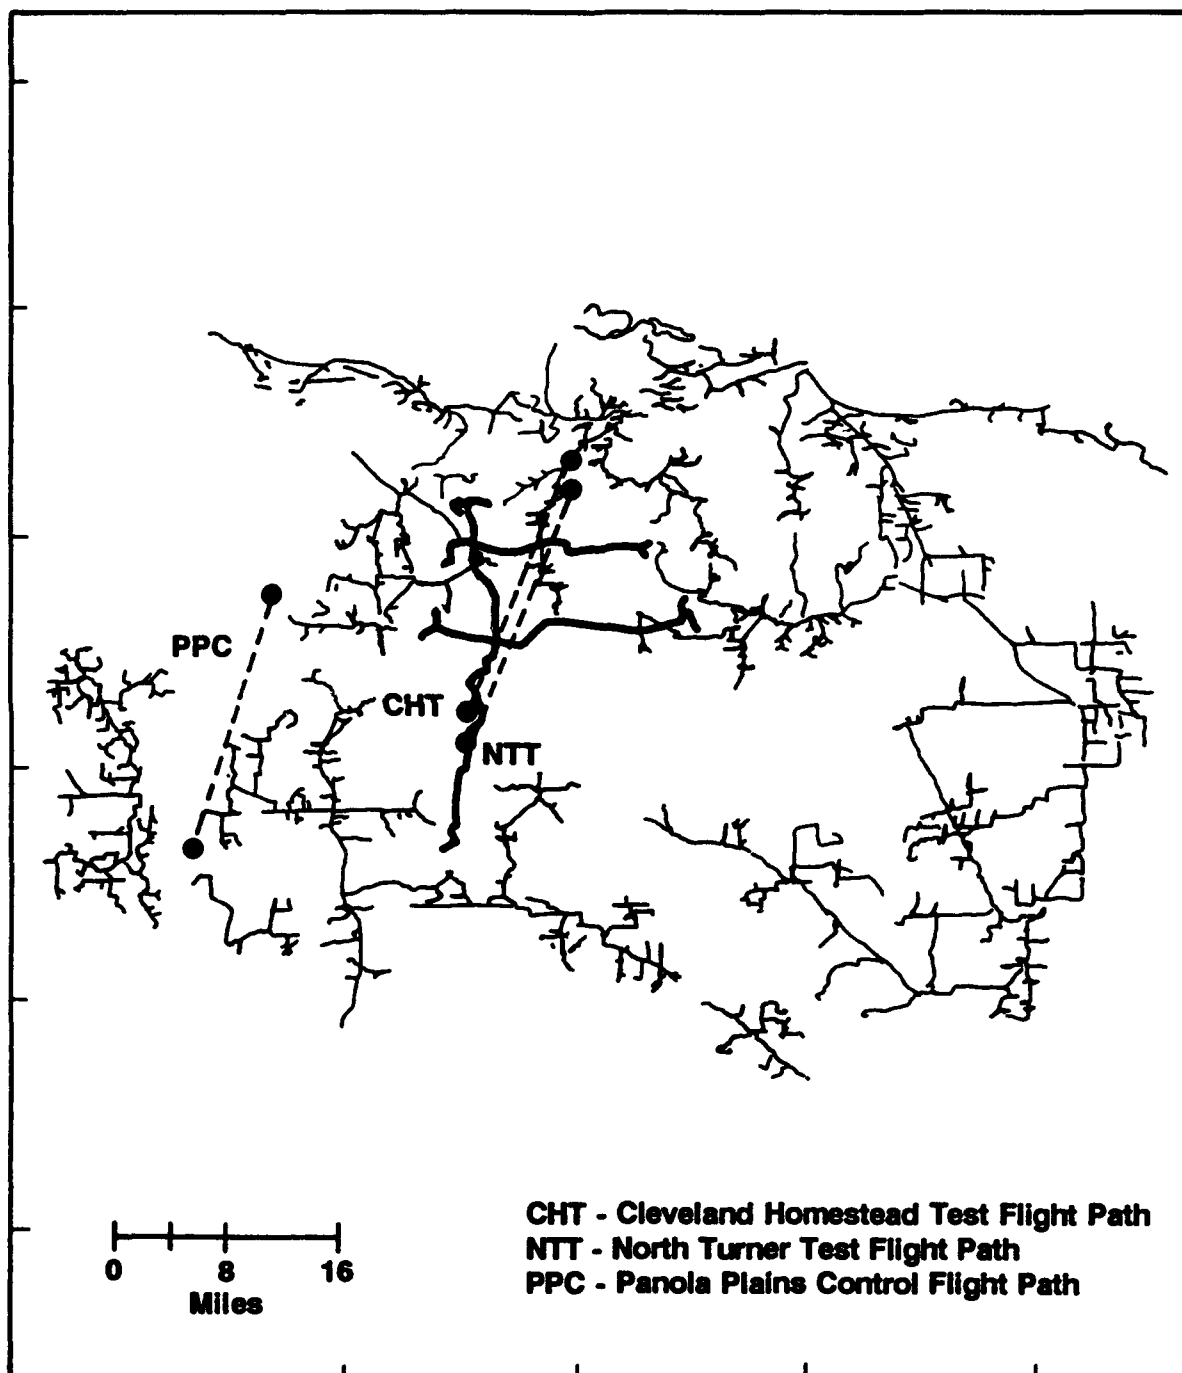 PPC
CHT
NTT
0 8 16
Miles
CHT - Cleveland Homestead Test Flight Path
NTT - North Turner Test Flight Path
PPC - Panola Plains Control Flight Path